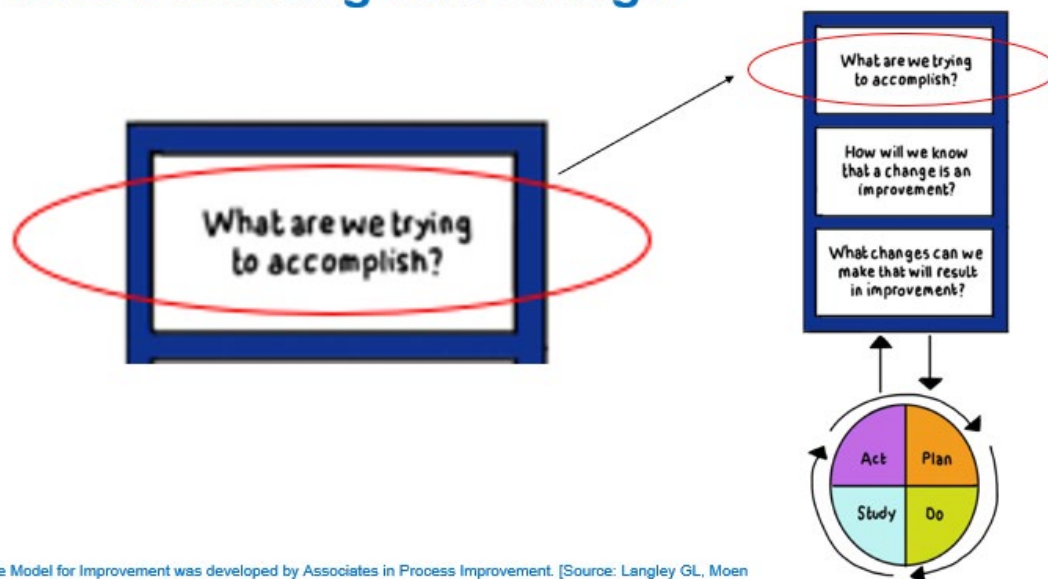 What are we trying
to accomplish?
What are we trying
to accomplish?
How will we know
that a change is an
improvement?
What changes can we
make that will result
in improvement?
Act
Plan
Study
Do
Model for Improvement was developed by Associates in Process Improvement. [Source: Langley GL, Moen